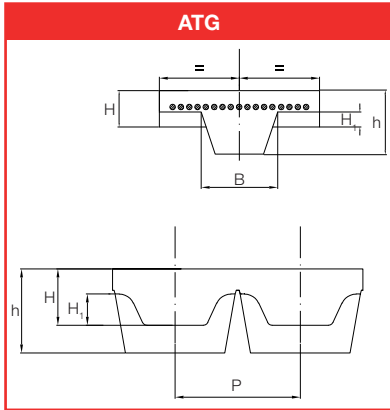 ATG
= =
H H₁ h
B
h H H₁
P